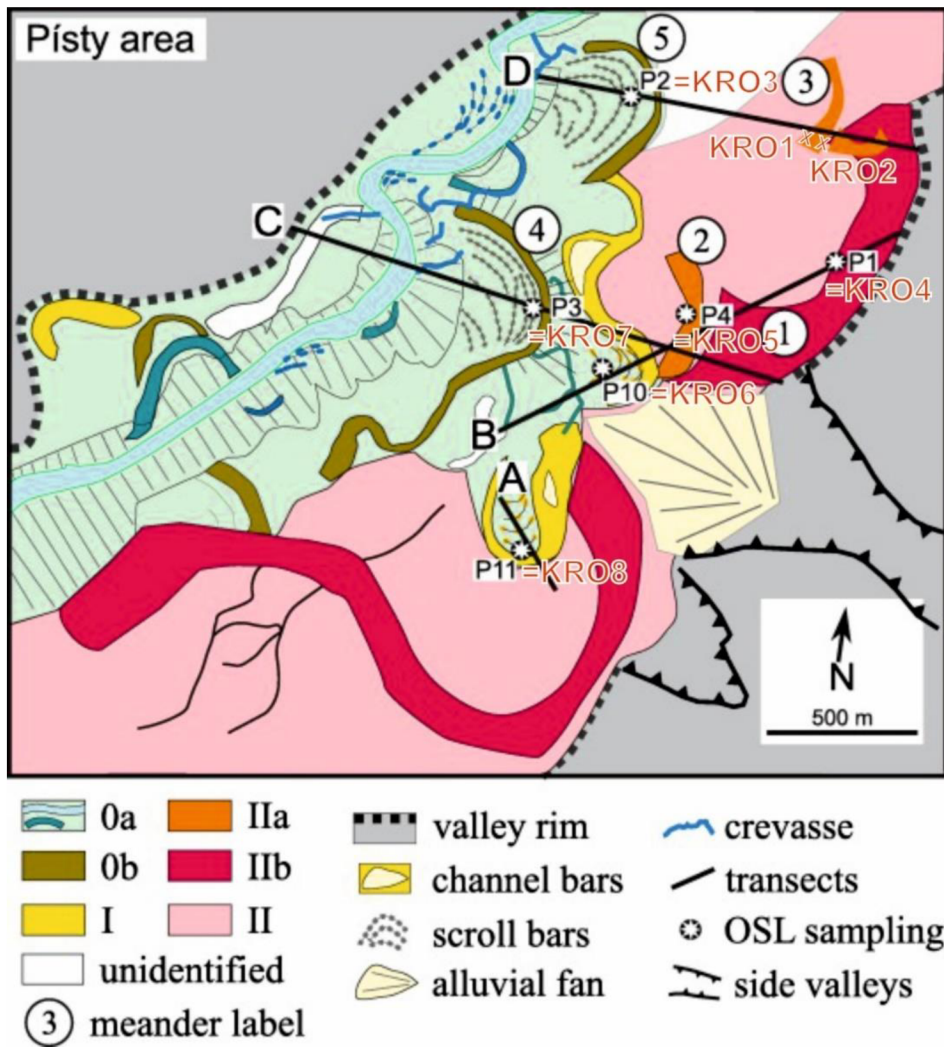 Písty area
5
D
P2 =KRO3
3
KRO1 xx
KRO2
C
4
2
P1
=KRO4
P3
=KRO7
P4
=KRO5
1
P10 =KRO6
B
A
P11 =KRO8
N
500 m
0a IIa valley rim crevasse
0b IIb channel bars transects
I II scroll bars OSL sampling
unidentified alluvial fan side valleys
3 meander label